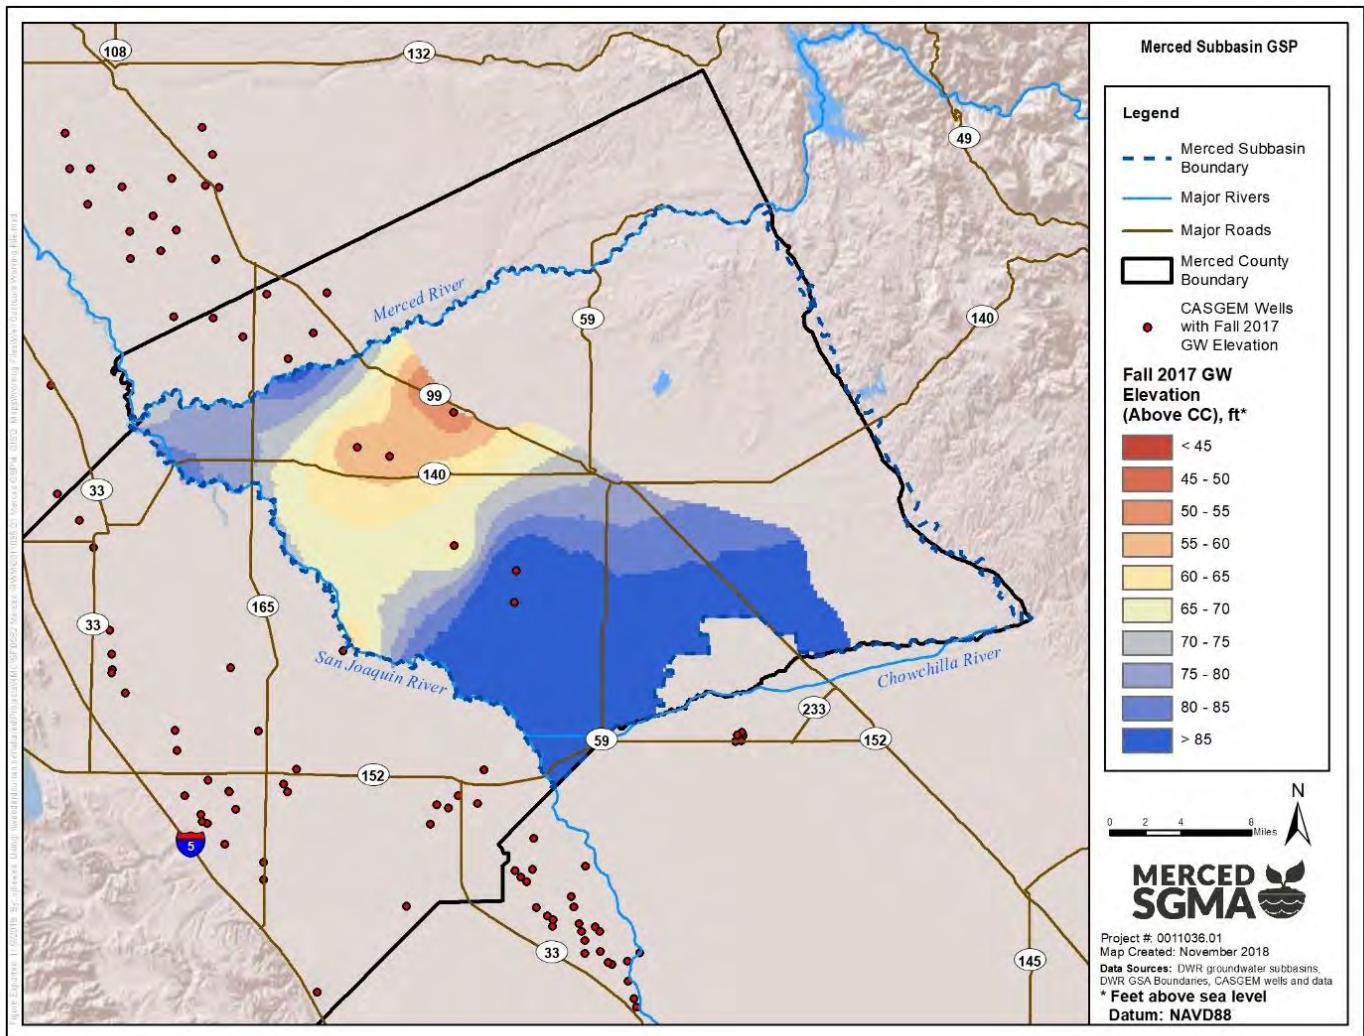 Merced Subbasin GSP
Legend
Merced Subbasin
Boundary
Major Rivers
Major Roads
Merced County
Boundary
CASGEM Wells
with Fall 2017
GW Elevation
Fall 2017 GW
Elevation
(Above CC), ft*
< 45
45 - 50
50 - 55
55 - 60
60 - 65
65 - 70
70 - 75
75 - 80
80 - 85
> 85
N
0 2 4 8
Miles
MERCED
SGMA
Project #: 0011036.01
Map Created: November 2018
Data Sources: DWR groundwater subbasins,
DWR GSA Boundaries, CASGEM wells and data
* Feet above sea level
Datum: NAVD88
108
132
49
Merced River
59
140
99
140
33
165
33
San Joaquin River
Chowchilla River
233
59
152
152
5
33
145